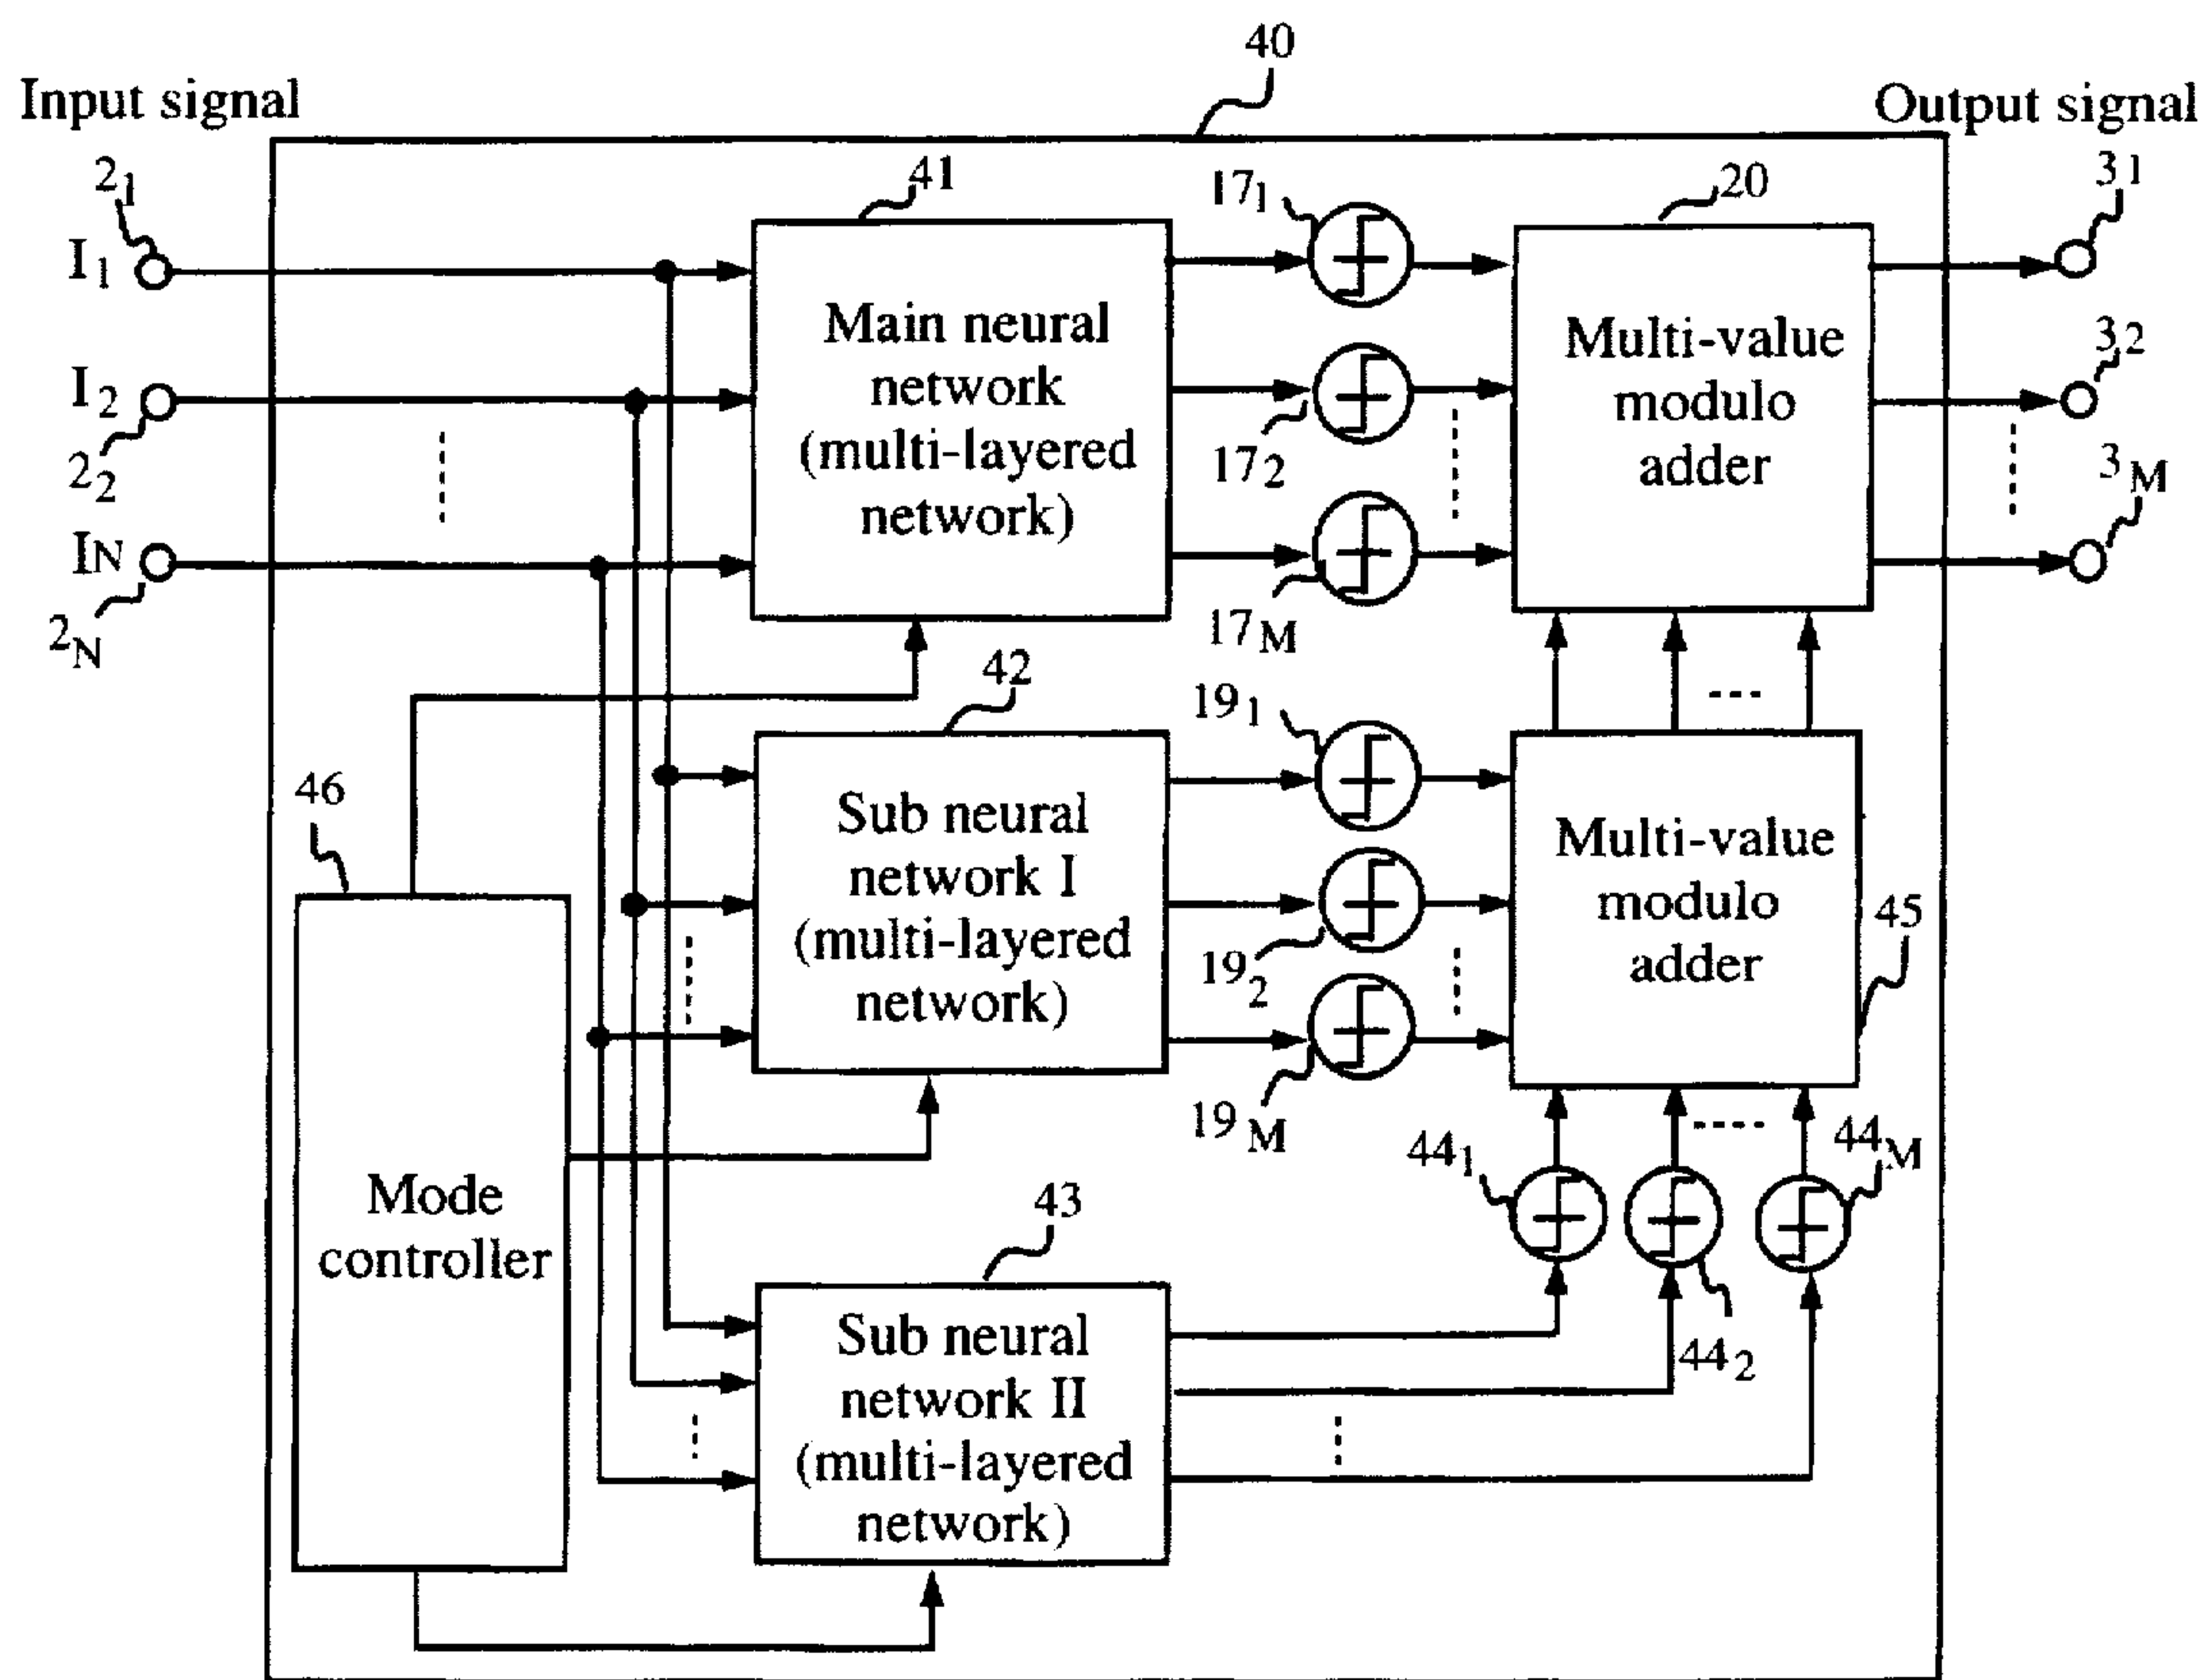 40
Input signal
Output signal
2₁
41
17₁
20
3₁
I₁
Main neural
network
(multi-layered
network)
Multi-value
modulo
adder
I₂
3₂
2₂
17₂
3M
IN
2N
17M
42
19₁
46
Sub neural
network I
(multi-layered
network)
Multi-value
modulo
adder
45
19₂
19M
44₁
44M
Mode
controller
43
44₂
Sub neural
network II
(multi-layered
network)